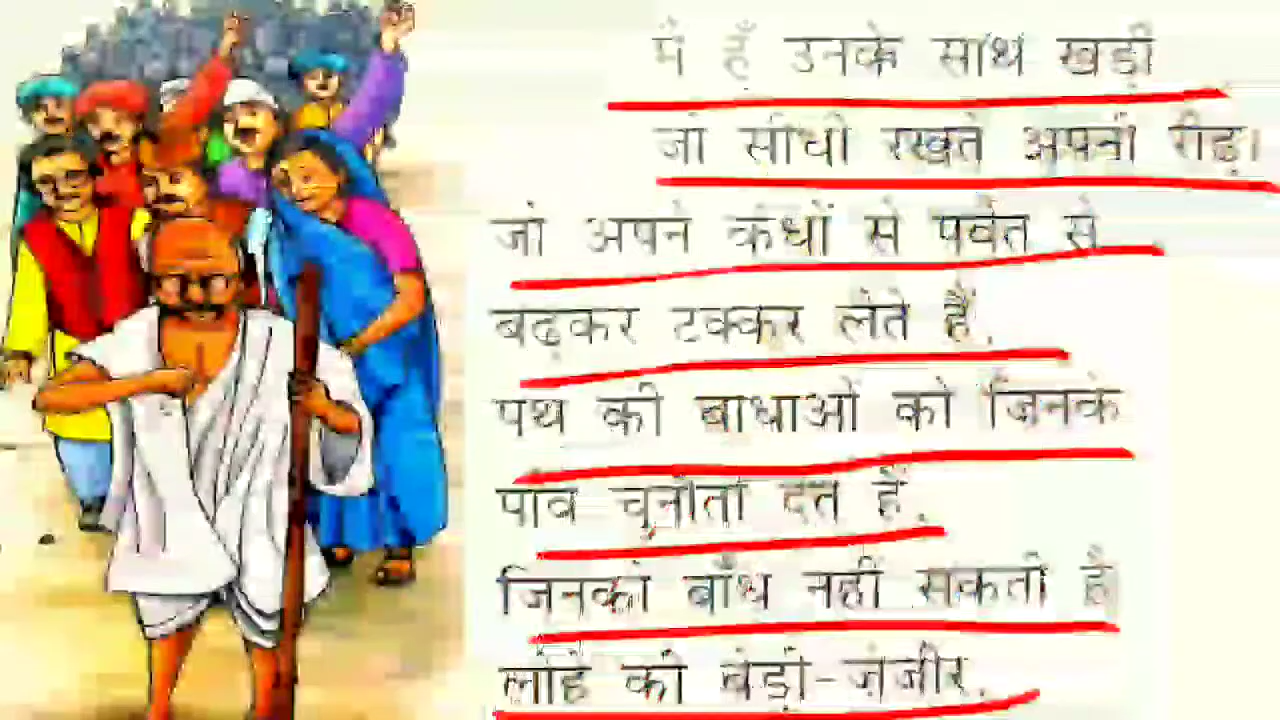 मैं हूँ उनके साथ खड़ी
जो सीधी रखते अपनी रीढ़।
जो अपने कंधों से पर्वत से
बढ़कर टक्कर लेते हैं,
पथ की बाधाओं को जिनके
पाँव चुनौती देते हैं,
जिनको बाँध नहीं सकती है
लोहे की बेड़ी-ज़ंजीर,